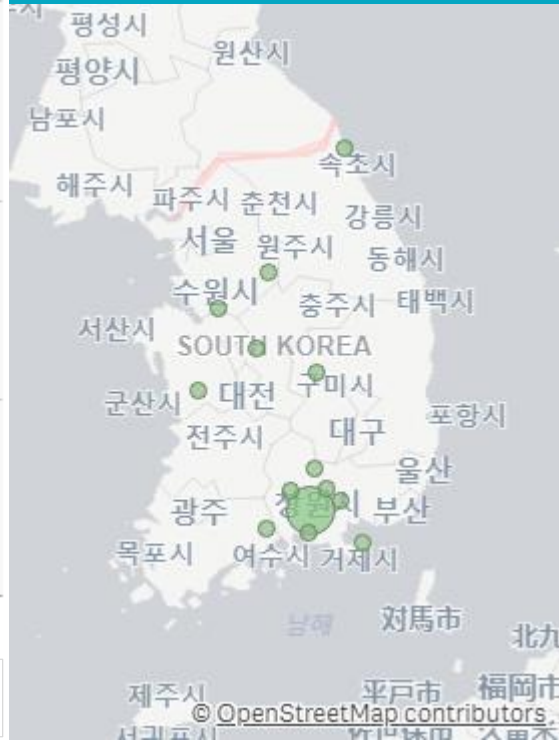 평성시
원산시
평양시
남포시
속초시
해주시
파주시
춘천시
강릉시
서울
원주시
동해시
수원시
충주시
태백시
서산시
SOUTH KOREA
구미시
군산시
대전
포항시
전주시
대구
울산
창원시
광주
부산
목포시
여수시
거제시
対馬市
남해
北九
제주시
平戸市
福岡市
© OpenStreetMap contributors